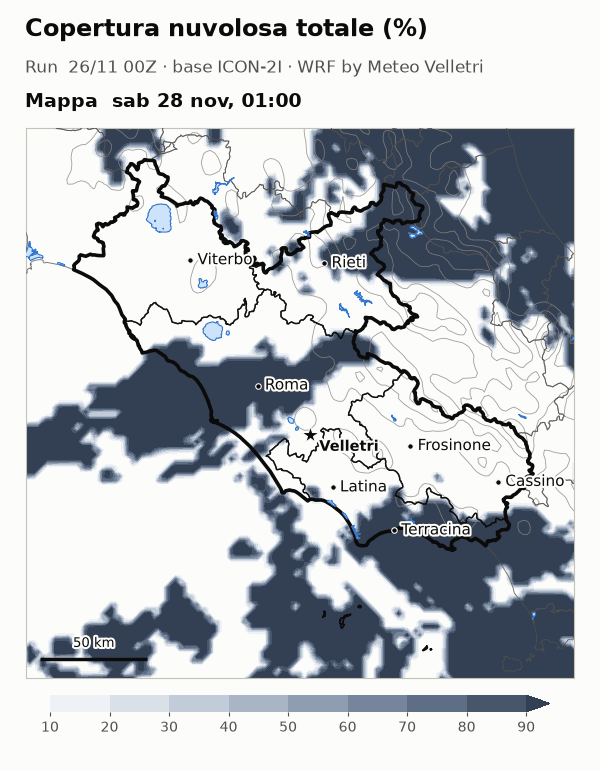 Copertura nuvolosa totale (%)
Run 26/11 00Z · base ICON-2I · WRF by Meteo Velletri
Mappa sab 28 nov, 01:00
Viterbo
Rieti
Roma
Velletri
Frosinone
Latina
Cassino
Terracina
50 km
10 20 30 40 50 60 70 80 90